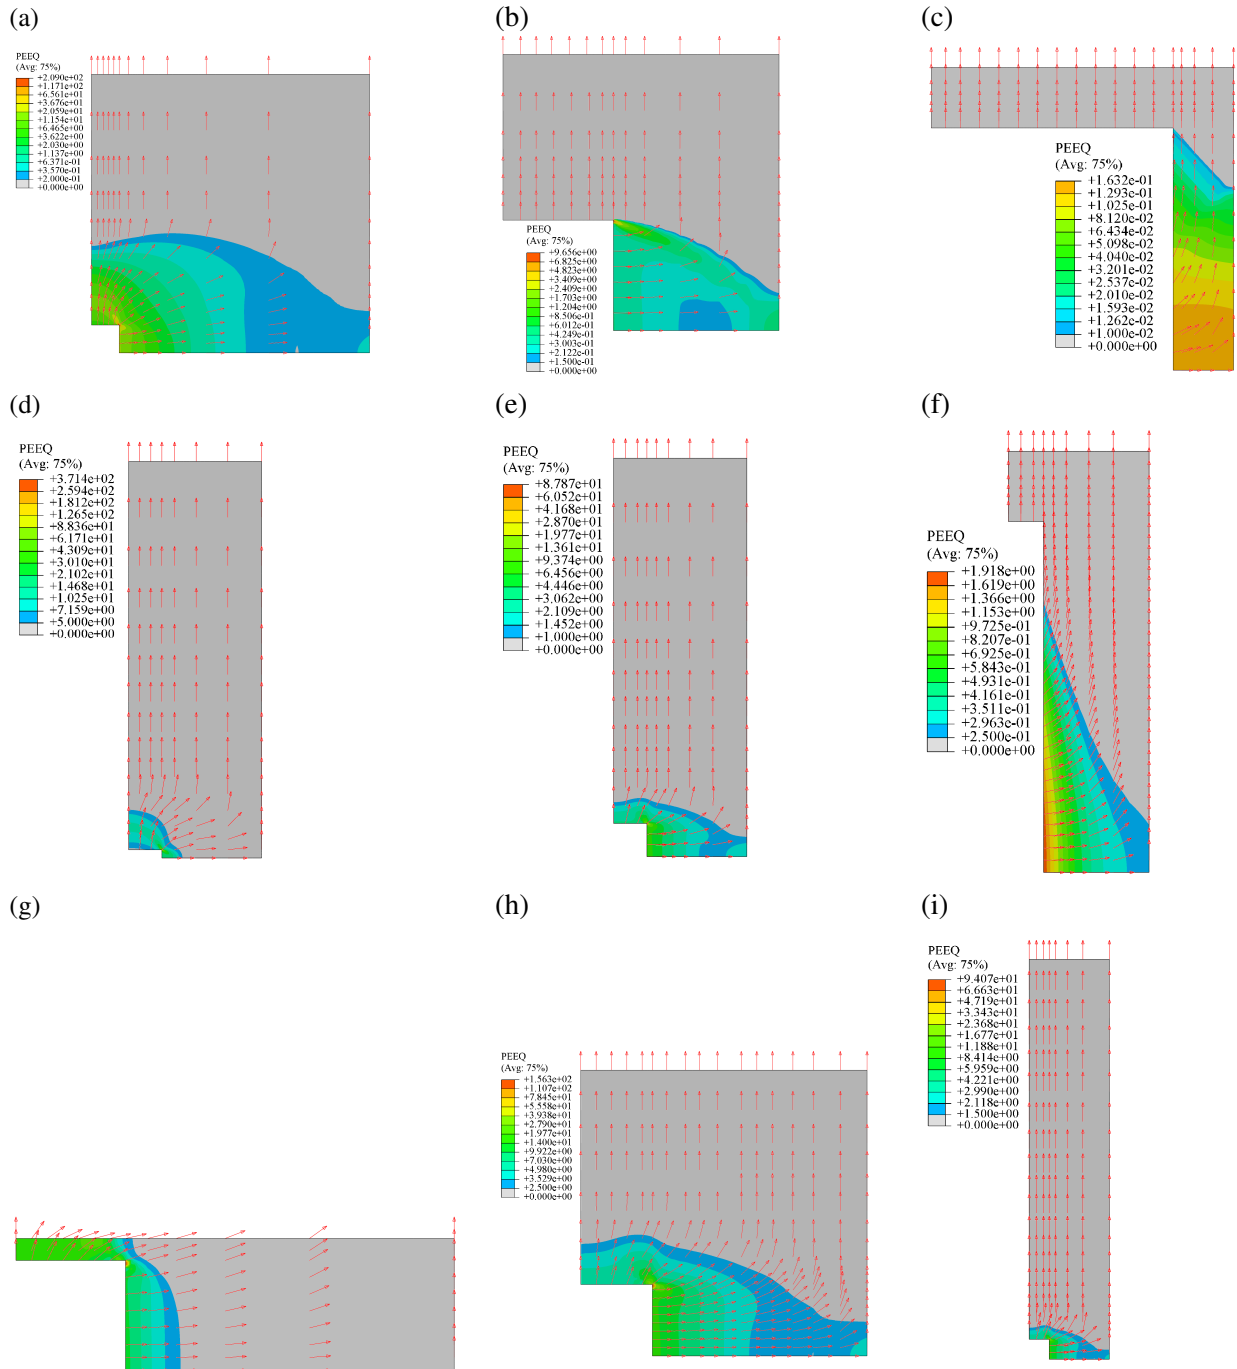 (a)
PEEQ
(Avg: 75%)
+2.090e+02
+1.171e+02
+6.561e+01
+3.676e+01
+2.059e+01
+1.154e+01
+6.465e+00
+3.622e+00
+2.030e+00
+1.137e+00
+6.371e-01
+3.570e-01
+2.000e-01
+0.000e+00
(b)
PEEQ
(Avg: 75%)
+9.656e+00
+6.825e+00
+4.823e+00
+3.409e+00
+2.409e+00
+1.703e+00
+1.204e+00
+8.506e-01
+6.012e-01
+4.249e-01
+3.003e-01
+2.122e-01
+1.500e-01
+0.000e+00
(c)
PEEQ
(Avg: 75%)
+1.632e-01
+1.293e-01
+1.025e-01
+8.120e-02
+6.434e-02
+5.098e-02
+4.040e-02
+3.201e-02
+2.537e-02
+2.010e-02
+1.593e-02
+1.262e-02
+1.000e-02
+0.000e+00
(d)
PEEQ
(Avg: 75%)
+3.714e+02
+2.594e+02
+1.812e+02
+1.265e+02
+8.836e+01
+6.171e+01
+4.309e+01
+3.010e+01
+2.102e+01
+1.468e+01
+1.025e+01
+7.159e+00
+5.000e+00
+0.000e+00
(e)
PEEQ
(Avg: 75%)
+8.787e+01
+6.052e+01
+4.168e+01
+2.870e+01
+1.977e+01
+1.361e+01
+9.374e+00
+6.456e+00
+4.446e+00
+3.062e+00
+2.109e+00
+1.452e+00
+1.000e+00
+0.000e+00
(f)
PEEQ
(Avg: 75%)
+1.918e+00
+1.619e+00
+1.366e+00
+1.153e+00
+9.725e-01
+8.207e-01
+6.925e-01
+5.843e-01
+4.931e-01
+4.161e-01
+3.511e-01
+2.963e-01
+2.500e-01
+0.000e+00
(g)
(h)
PEEQ
(Avg: 75%)
+1.563e+02
+1.107e+02
+7.845e+01
+5.558e+01
+3.938e+01
+2.790e+01
+1.977e+01
+1.400e+01
+9.922e+00
+7.030e+00
+4.980e+00
+3.529e+00
+2.500e+00
+0.000e+00
(i)
PEEQ
(Avg: 75%)
+9.407e+01
+6.663e+01
+4.719e+01
+3.343e+01
+2.368e+01
+1.677e+01
+1.188e+01
+8.414e+00
+5.959e+00
+4.221e+00
+2.990e+00
+2.118e+00
+1.500e+00
+0.000e+00